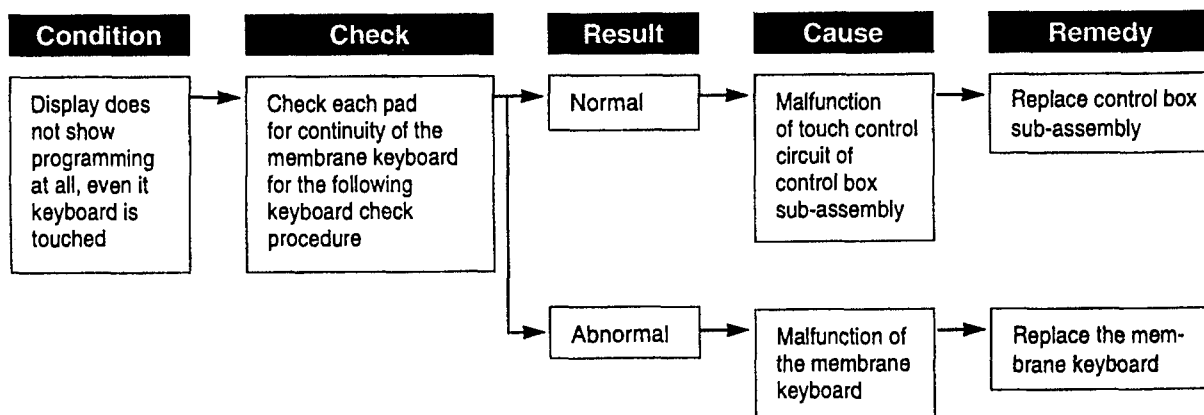 Condition
Check
Result
Cause
Remedy
Display does
not show
programming
at all, even it
keyboard is
touched
Check each pad
for continuity of the
membrane keyboard
for the following
keyboard check
procedure
Normal
Malfunction
of touch control
circuit of
control box
sub-assembly
Replace control box
sub-assembly
Abnormal
Malfunction of
the membrane
keyboard
Replace the mem-
brane keyboard